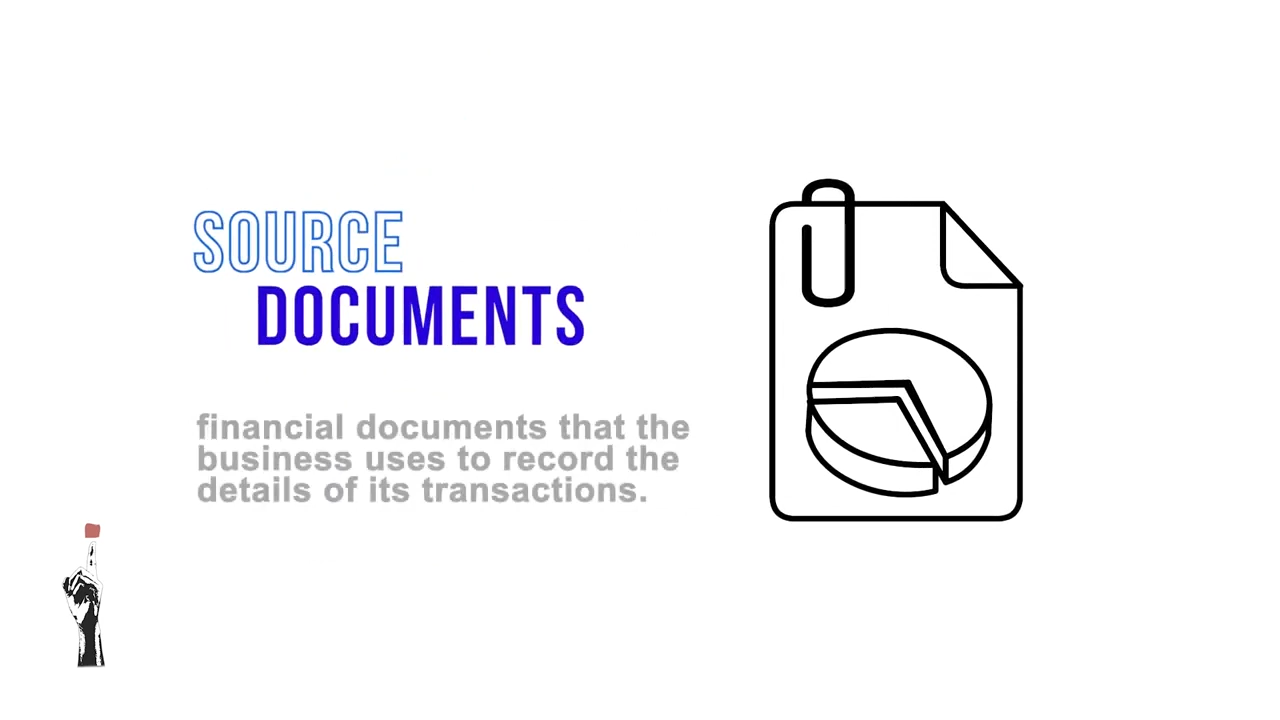 SOURCE
DOCUMENTS
financial documents that the
business uses to record the
details of its transactions.